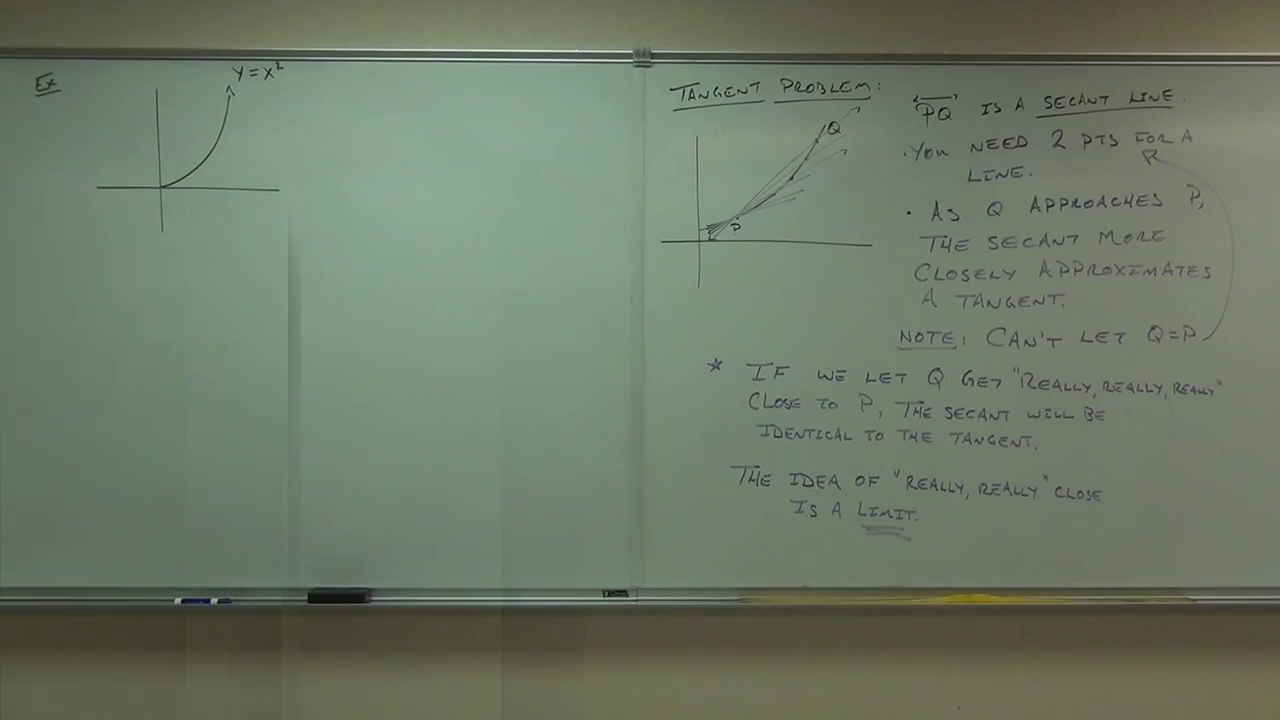 Ex
Y = X²
TANGENT PROBLEM:
Q
P
PQ IS A SECANT LINE.
• YOU NEED 2 PTS FOR A
LINE.
• AS Q APPROACHES P,
THE SECANT MORE
CLOSELY APPROXIMATES
A TANGENT.
NOTE: CAN'T LET Q=P
* IF WE LET Q GET "REALLY, REALLY, REALLY"
CLOSE TO P, THE SECANT WILL BE
IDENTICAL TO THE TANGENT.
THE IDEA OF "REALLY, REALLY" CLOSE
IS A LIMIT.